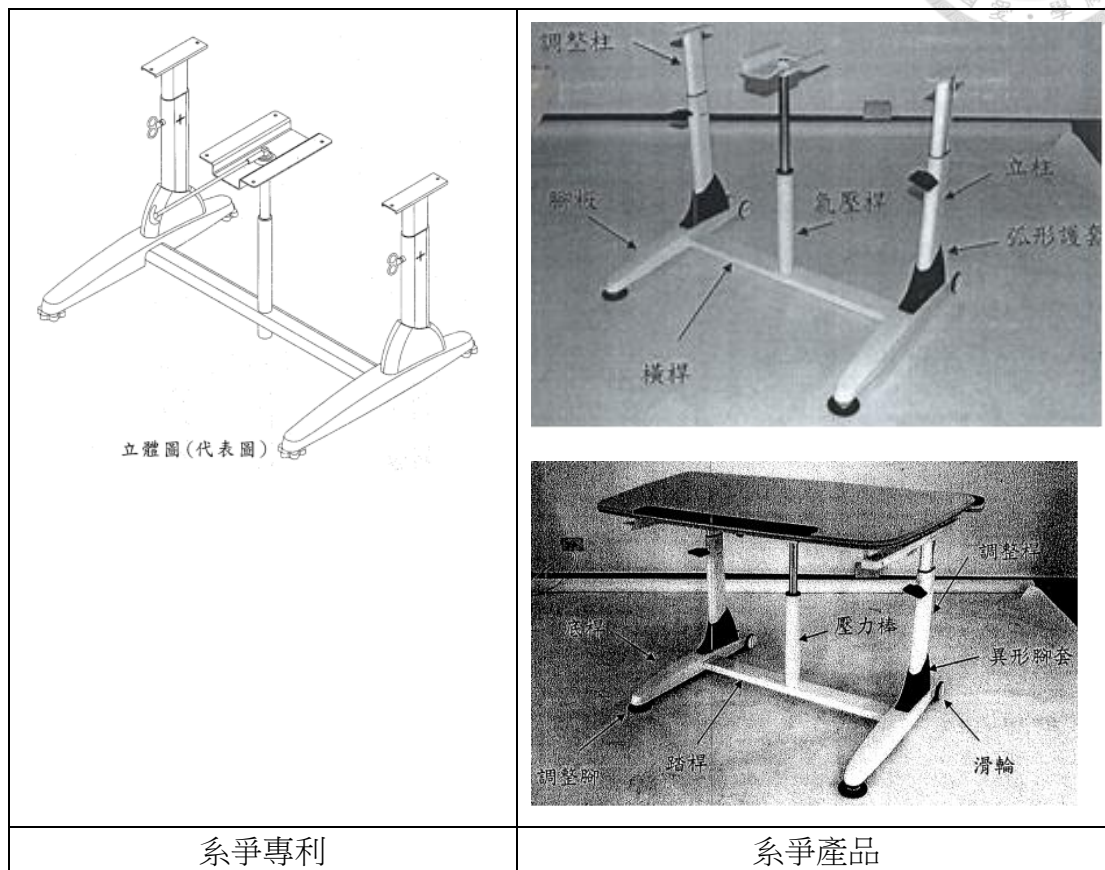 立體圖(代表圖)
調整柱
立柱
腳板
氣壓桿
弧形護套
橫桿
調整桿
底桿
壓力棒
異形腳套
踏桿
調整腳
滑輪
系爭專利
系爭產品